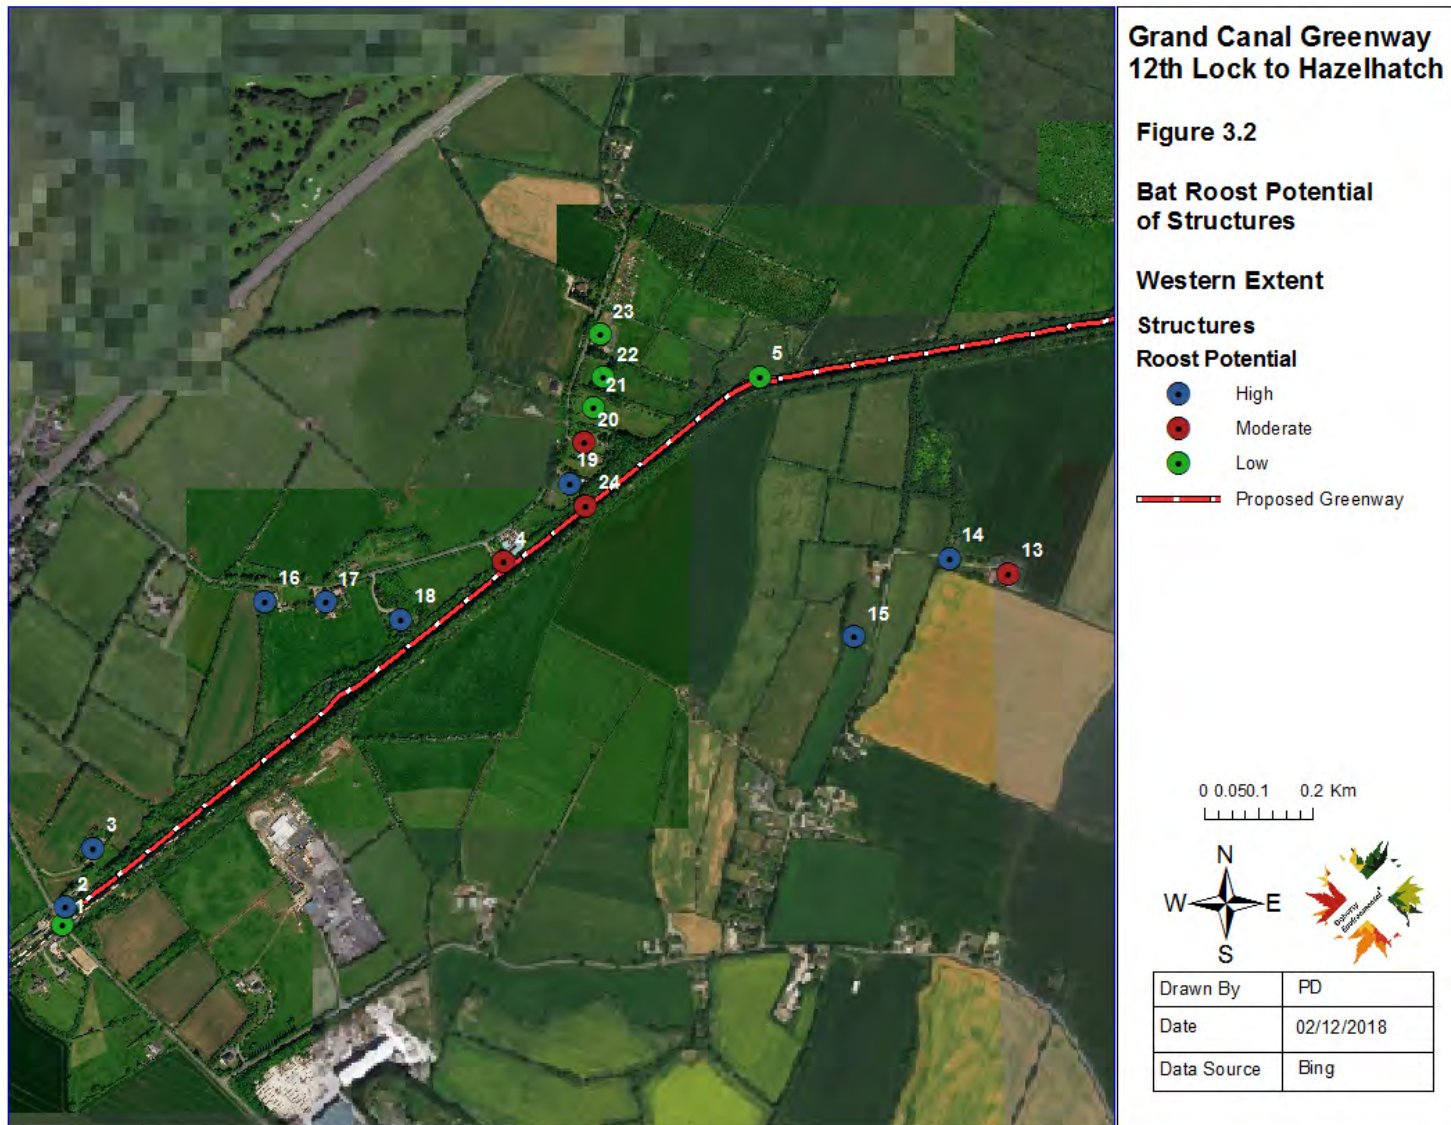 Grand Canal Greenway
12th Lock to Hazelhatch
Figure 3.2
Bat Roost Potential
of Structures
Western Extent
Structures
Roost Potential
High
Moderate
Low
Proposed Greenway
23
22
5
21
20
19
24
4
14
13
16
17
18
15
3
2
1
0 0.050.1 0.2 Km
N
W E
S
Doherty
Environmental
Drawn By PD
Date 02/12/2018
Data Source Bing